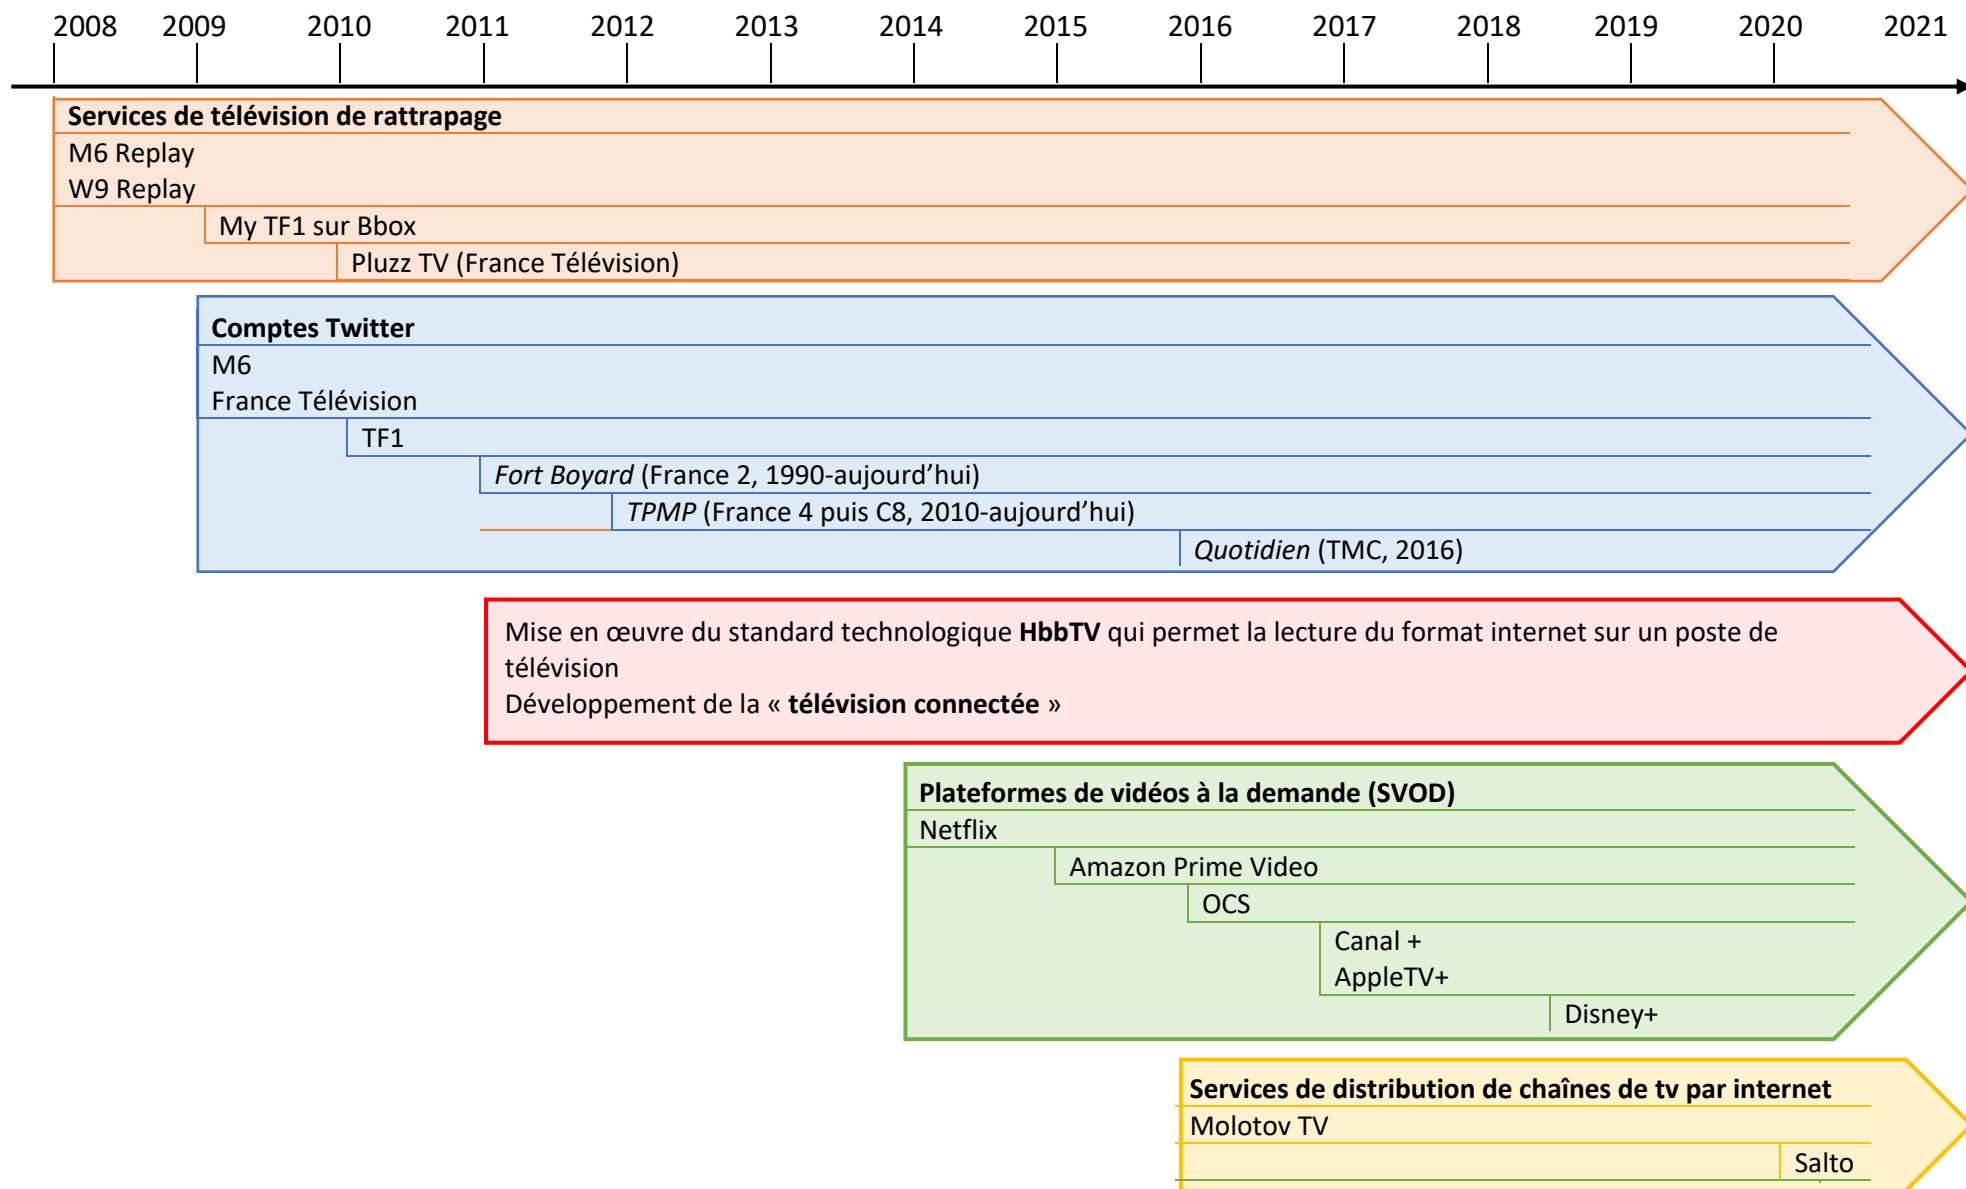 2008 2009 2010 2011 2012 2013 2014 2015 2016 2017 2018 2019 2020 2021
Services de télévision de rattrapage
M6 Replay
W9 Replay
My TF1 sur Bbox
Pluzz TV (France Télévision)
Comptes Twitter
M6
France Télévision
TF1
Fort Boyard (France 2, 1990-aujourd’hui)
TPMP (France 4 puis C8, 2010-aujourd’hui)
Quotidien (TMC, 2016)
Mise en œuvre du standard technologique HbbTV qui permet la lecture du format internet sur un poste de
télévision
Développement de la « télévision connectée »
Plateformes de vidéos à la demande (SVOD)
Netflix
Amazon Prime Video
OCS
Canal +
AppleTV+
Disney+
Services de distribution de chaînes de tv par internet
Molotov TV
Salto